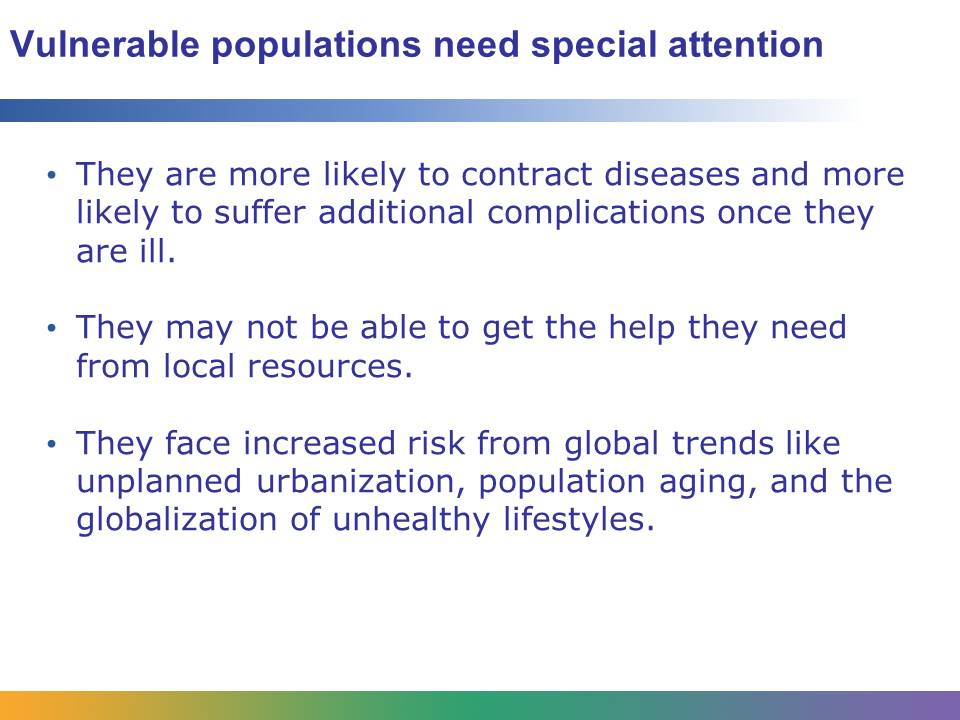 Vulnerable populations need special attention
• They are more likely to contract diseases and more
likely to suffer additional complications once they
are ill.
• They may not be able to get the help they need
from local resources.
• They face increased risk from global trends like
unplanned urbanization, population aging, and the
globalization of unhealthy lifestyles.